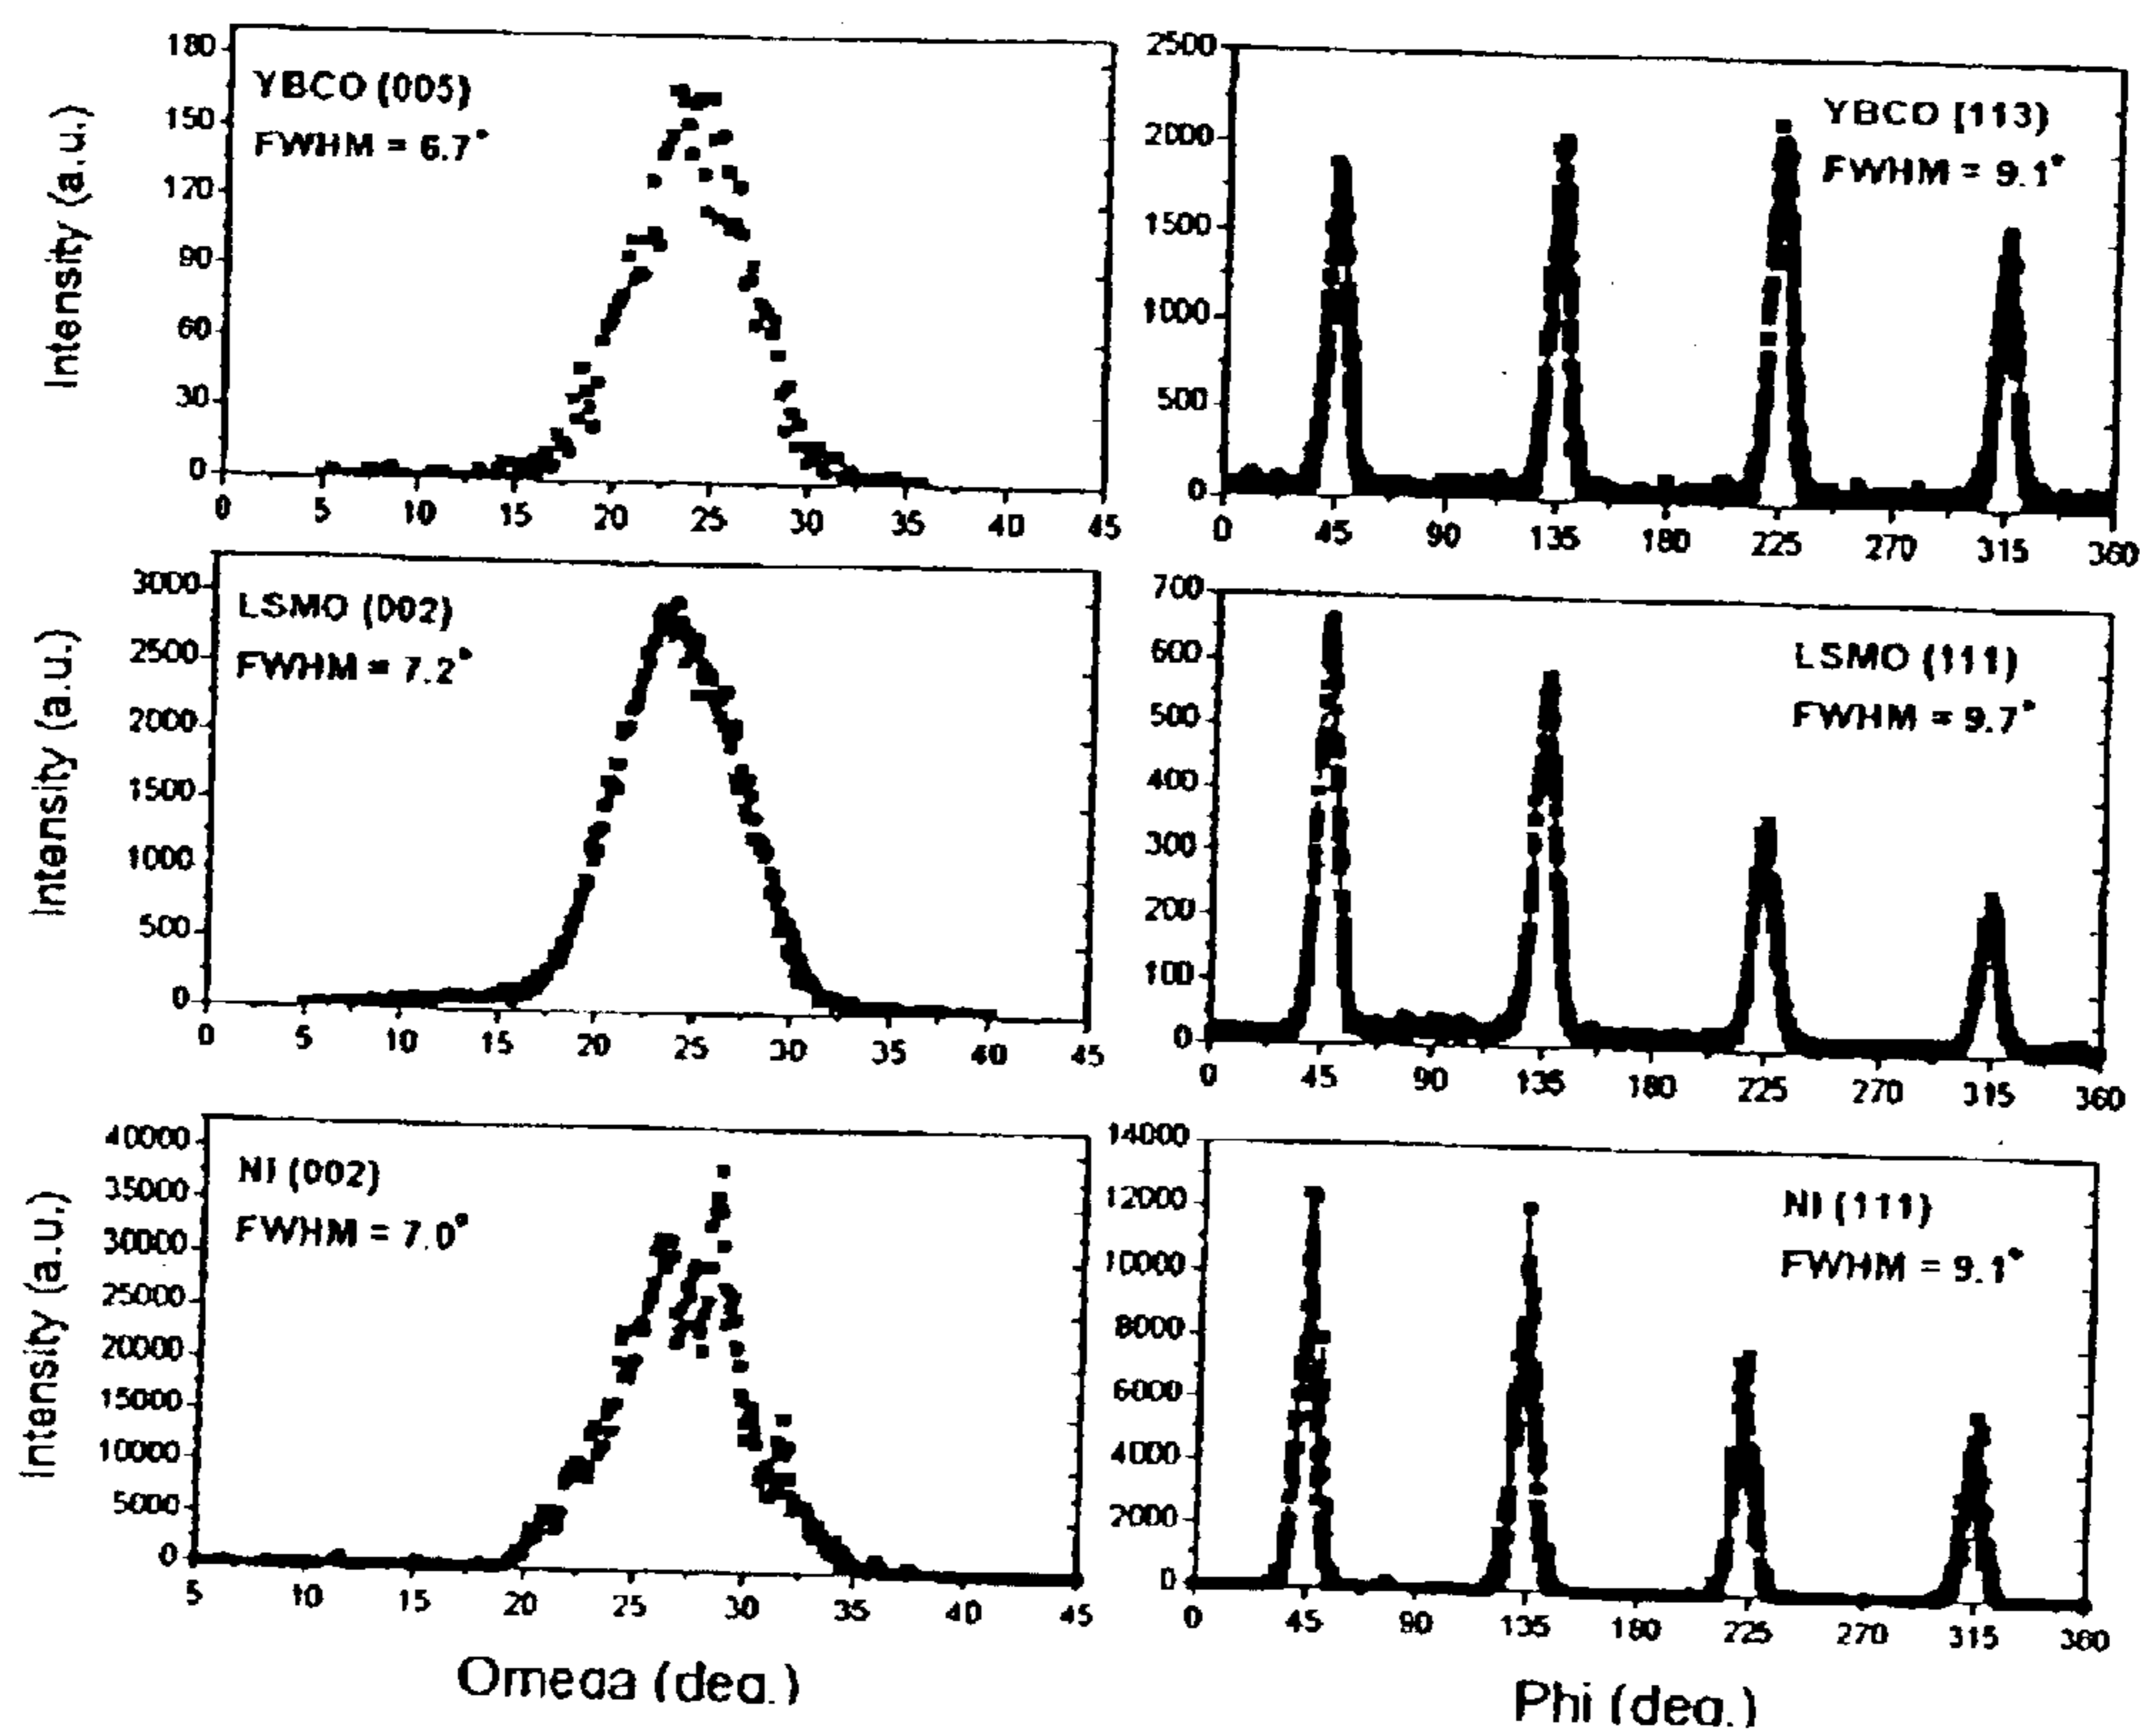 Intensity (a.u.)
YBCO (005)
FWHM = 6.7°
180
150
120
90
60
30
0
0 5 10 15 20 25 30 35 40 45
YBCO (113)
FWHM = 9.1°
2500
2000
1500
1000
500
0
0 45 90 135 180 225 270 315 360
Intensity (a.u.)
LSMO (002)
FWHM = 7.2°
3000
2500
2000
1500
1000
500
0
0 5 10 15 20 25 30 35 40 45
LSMO (111)
FWHM = 9.7°
700
600
500
400
300
200
100
0
0 45 90 135 180 225 270 315 360
Intensity (a.u.)
Ni (002)
FWHM = 7.0°
40000
35000
30000
25000
20000
15000
10000
5000
0
5 10 15 20 25 30 35 40 45
Omega (deg.)
Ni (111)
FWHM = 9.1°
14000
12000
10000
8000
6000
4000
2000
0
0 45 90 135 180 225 270 315 360
Phi (deg.)